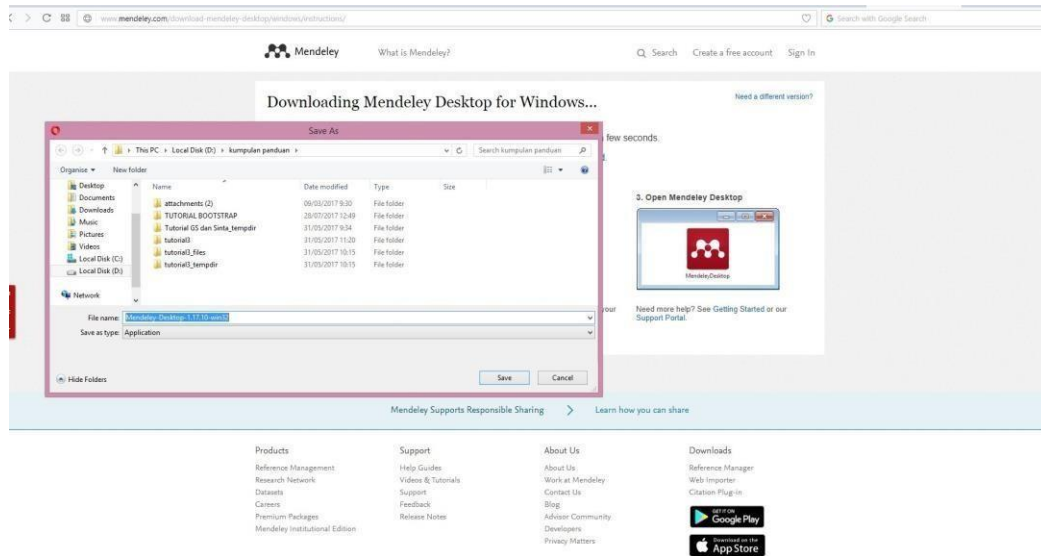 www.mendeley.com/download-mendeley-desktop/windows/instructions/
Search with Google Search
Mendeley
What is Mendeley?
Search
Create a free account
Sign In
Downloading Mendeley Desktop for Windows...
Need a different version?
few seconds.
Save As
This PC
Local Disk (D:)
kumpulan panduan
Search kumpulan panduan
Organise
New folder
Desktop
Documents
Downloads
Music
Pictures
Videos
Local Disk (C:)
Local Disk (D:)
Network
Name Date modified Type Size
attachments (2) 09/03/2017 9:30 File folder
TUTORIAL BOOTSTRAP 28/07/2017 12:49 File folder
Tutorial GS dan Sinta_tempdir 31/05/2017 9:34 File folder
tutorial3 31/05/2017 11:20 File folder
tutorial3_files 31/05/2017 10:15 File folder
tutorial3_tempdir 31/05/2017 10:15 File folder
File name: Mendeley-Desktop-1.17.10-win32
Save as type: Application
Hide Folders
Save
Cancel
3. Open Mendeley Desktop
MendeleyDesktop
your
Need more help? See Getting Started or our
Support Portal.
Mendeley Supports Responsible Sharing
Learn how you can share
Products
Reference Management
Research Network
Datasets
Careers
Premium Packages
Mendeley Institutional Edition
Support
Help Guides
Videos & Tutorials
Support
Feedback
Release Notes
About Us
About Us
Work at Mendeley
Contact Us
Blog
Advisor Community
Developers
Privacy Matters
Downloads
Reference Manager
Web Importer
Citation Plug-in
GET IT ON
Google Play
Download on the
App Store